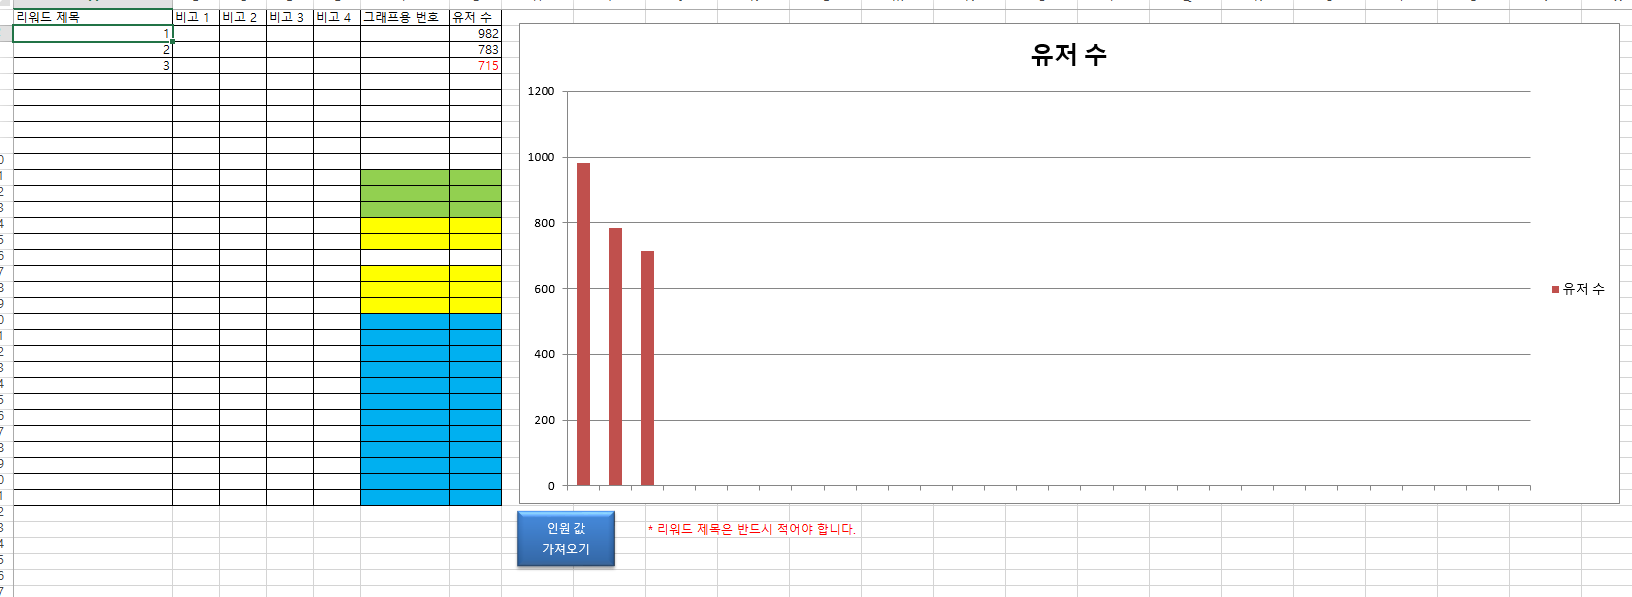 리워드 제목 비고 1 비고 2 비고 3 비고 4 그래프용 번호 유저 수
1 982
2 783
3 715
유저 수
1200
1000
800
600
400
200
0
유저 수
인원 값
가져오기
* 리워드 제목은 반드시 적어야 합니다.